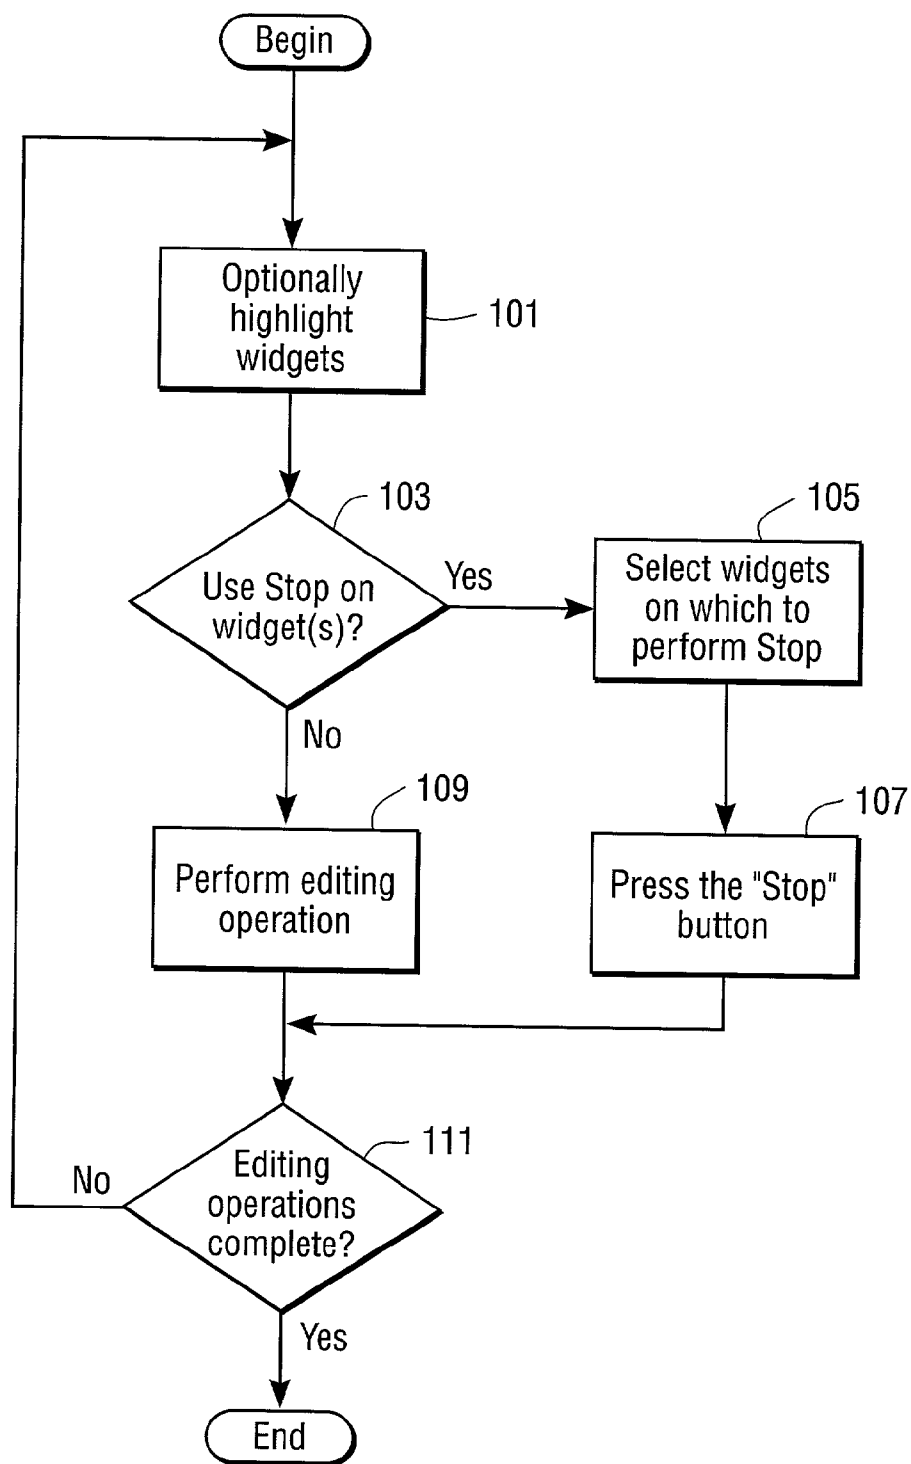 Begin
Optionally
highlight
widgets
101
103
Use Stop on
widget(s)?
Yes
105
Select widgets
on which to
perform Stop
No
109
Perform editing
operation
107
Press the "Stop"
button
111
Editing
operations
complete?
No
Yes
End